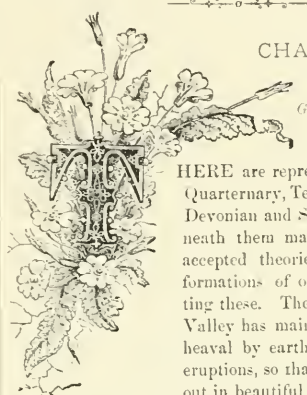 CHA
G
T
HERE are repre
Quarternary, Te
Devonian and S
neath them ma
accepted theorie
formations of o
ting these. The
Valley has main
heaval by earth
eruptions, so tha
out in beautiful